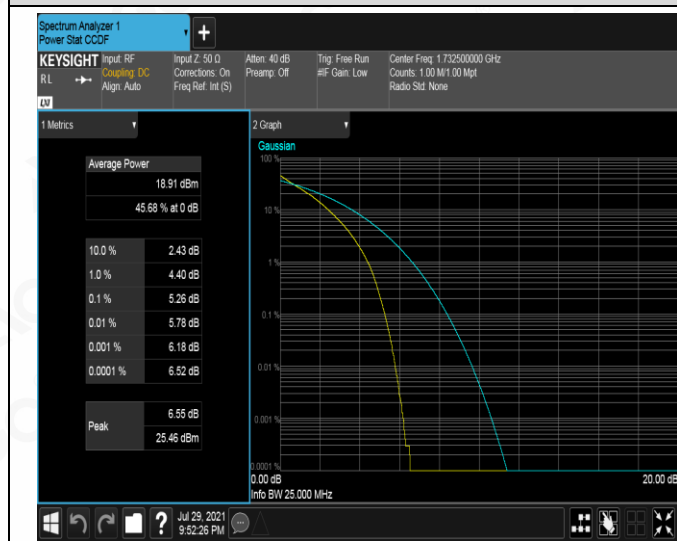 Spectrum Analyzer 1
Power Stat CCDF
KEYSIGHT
RL
LXI
Input: RF
Coupling: DC
Align: Auto
Input Z: 50 Ω
Corrections: On
Freq Ref: Int (S)
Atten: 40 dB
Preamp: Off
Trig: Free Run
#IF Gain: Low
Center Freq: 1.732500000 GHz
Counts: 1.00 M/1.00 Mpt
Radio Std: None
1 Metrics
Average Power
18.91 dBm
45.68 % at 0 dB
10.0 % 2.43 dB
1.0 % 4.40 dB
0.1 % 5.26 dB
0.01 % 5.78 dB
0.001 % 6.18 dB
0.0001 % 6.52 dB
Peak
6.55 dB
25.46 dBm
2 Graph
Gaussian
100 %
10 %
1 %
0.1 %
0.01 %
0.001 %
0.0001 %
0.00 dB
20.00 dB
Info BW 25.000 MHz
Jul 29, 2021
9:52:26 PM